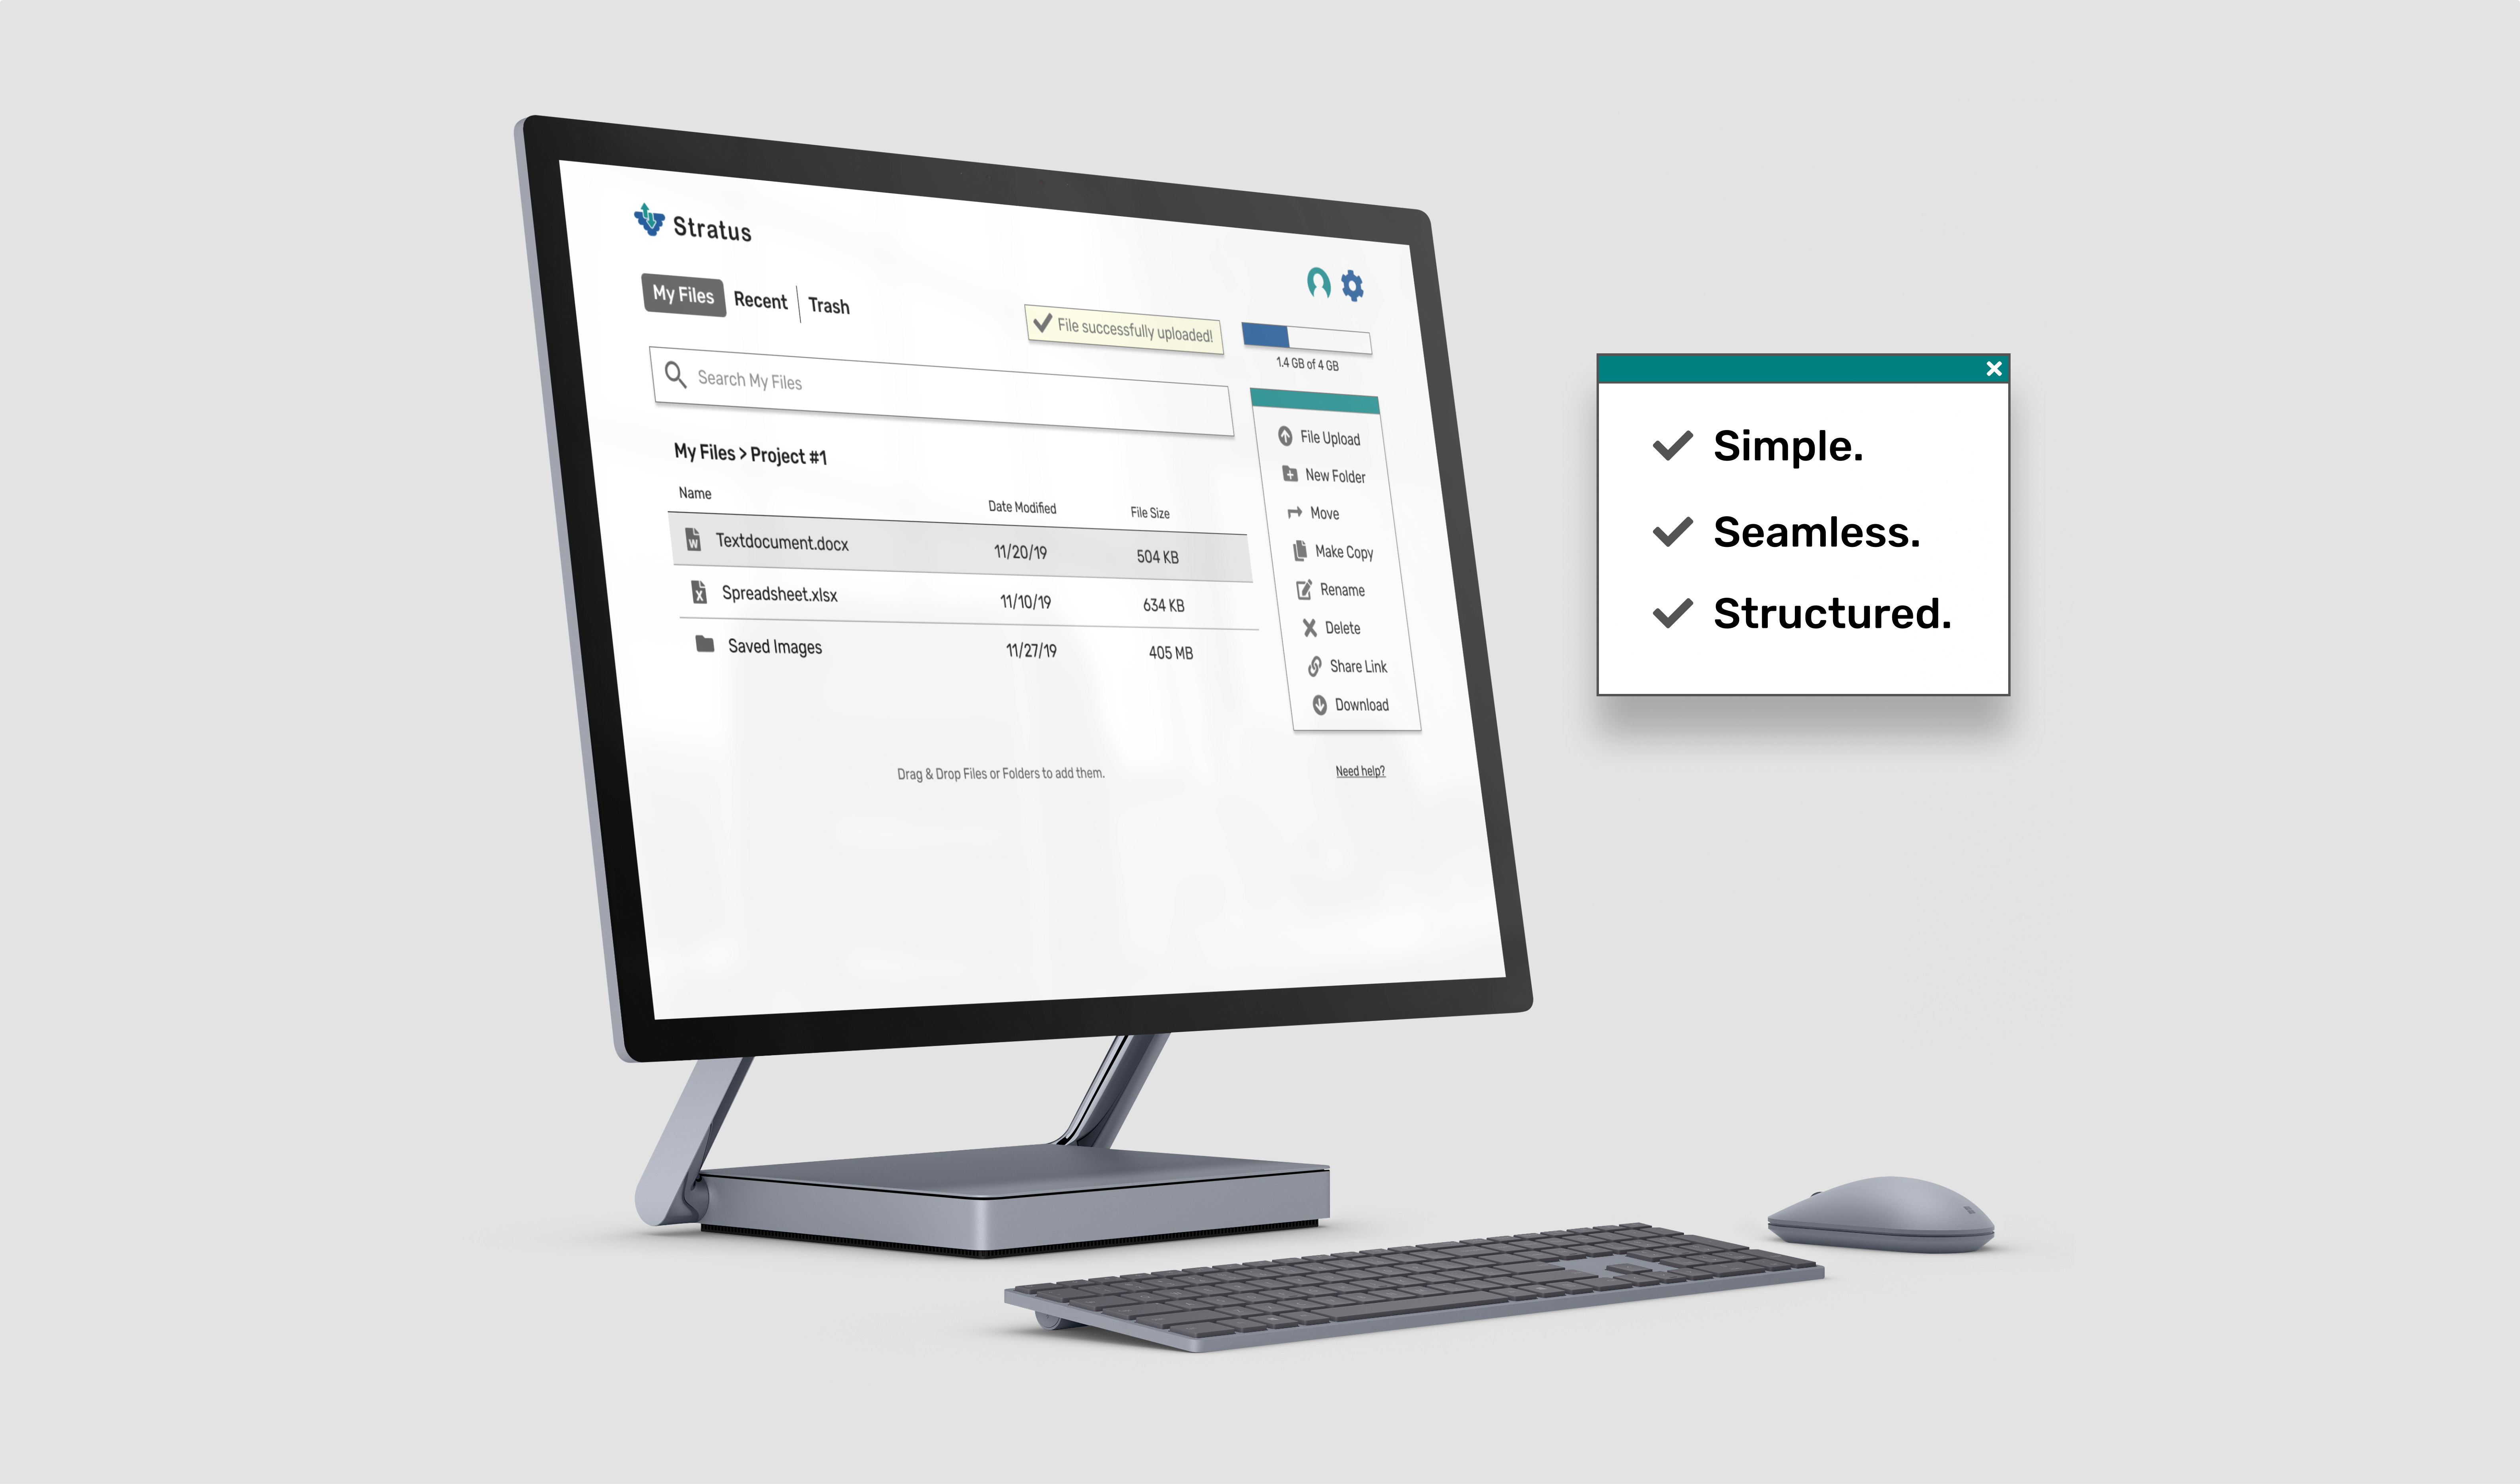 Stratus
My Files
Recent
Trash
File successfully uploaded!
1.4 GB of 4 GB
Search My Files
My Files > Project #1
Name Date Modified File Size
Textdocument.docx 11/20/19 504 KB
Spreadsheet.xlsx 11/10/19 634 KB
Saved Images 11/27/19 405 MB
Drag & Drop Files or Folders to add them.
File Upload
New Folder
Move
Make Copy
Rename
Delete
Share Link
Download
Need help?
Simple.
Seamless.
Structured.